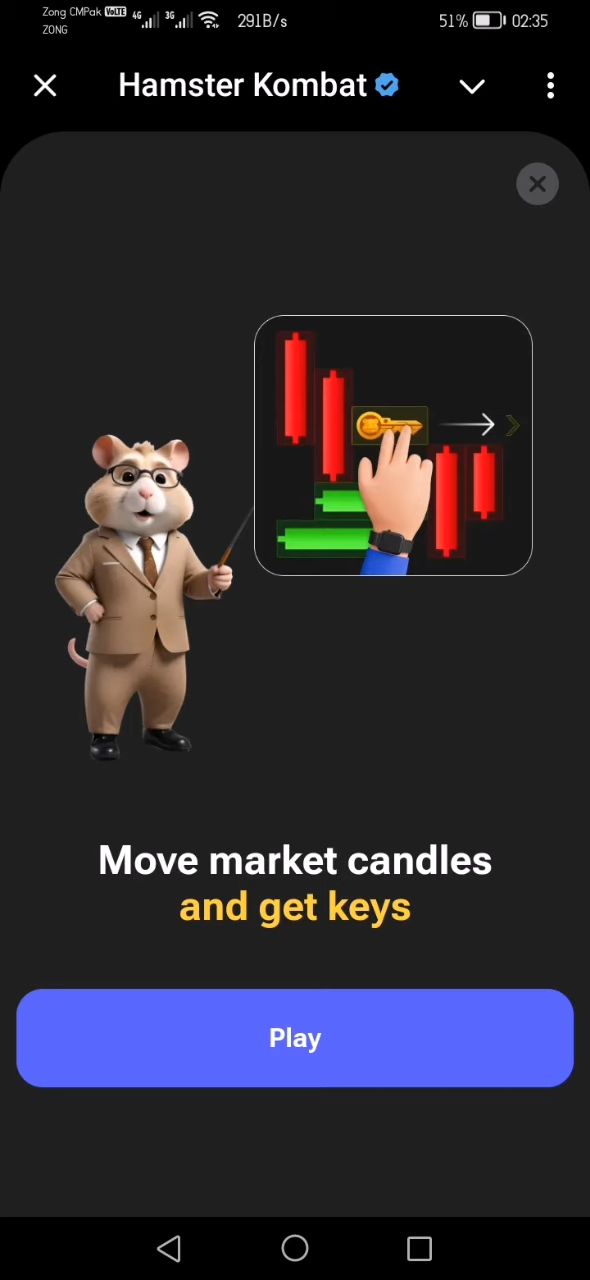 Zong CMPak VoLTE 4G 3G 291B/s 51% 02:35
ZONG
Hamster Kombat
Move market candles
and get keys
Play